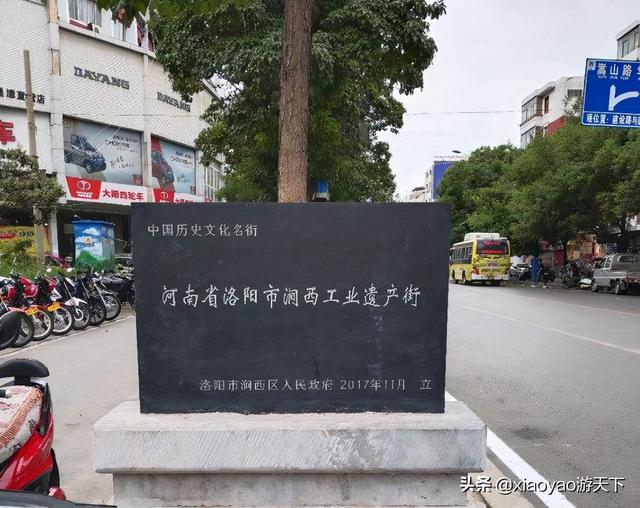 中国历史文化名街
河南省洛阳市涧西工业遗产街
洛阳市涧西区人民政府 2017年11月 立
DAYANG
DAYANG
大阳四轮车
嵩山路
头条 @xiaoyao游天下